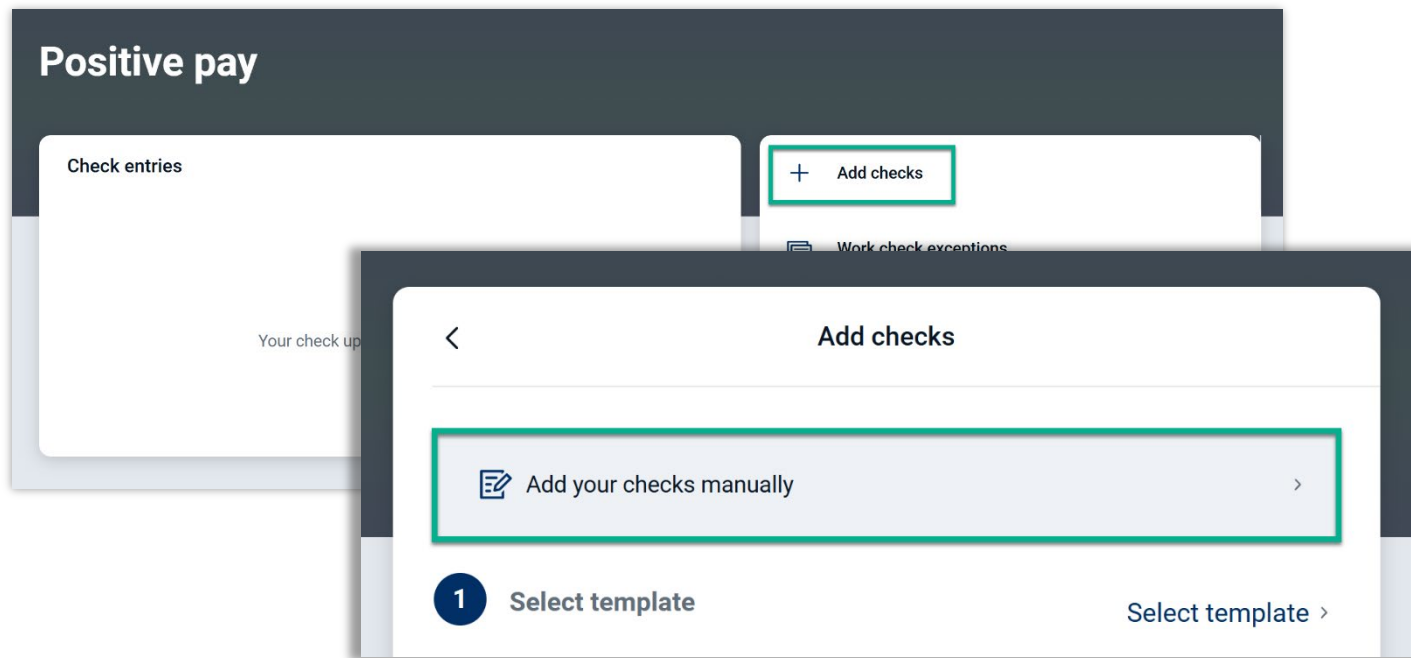 Positive pay
Check entries
Add checks
Work check exceptions
Your check up
Add checks
Add your checks manually
1 Select template
Select template